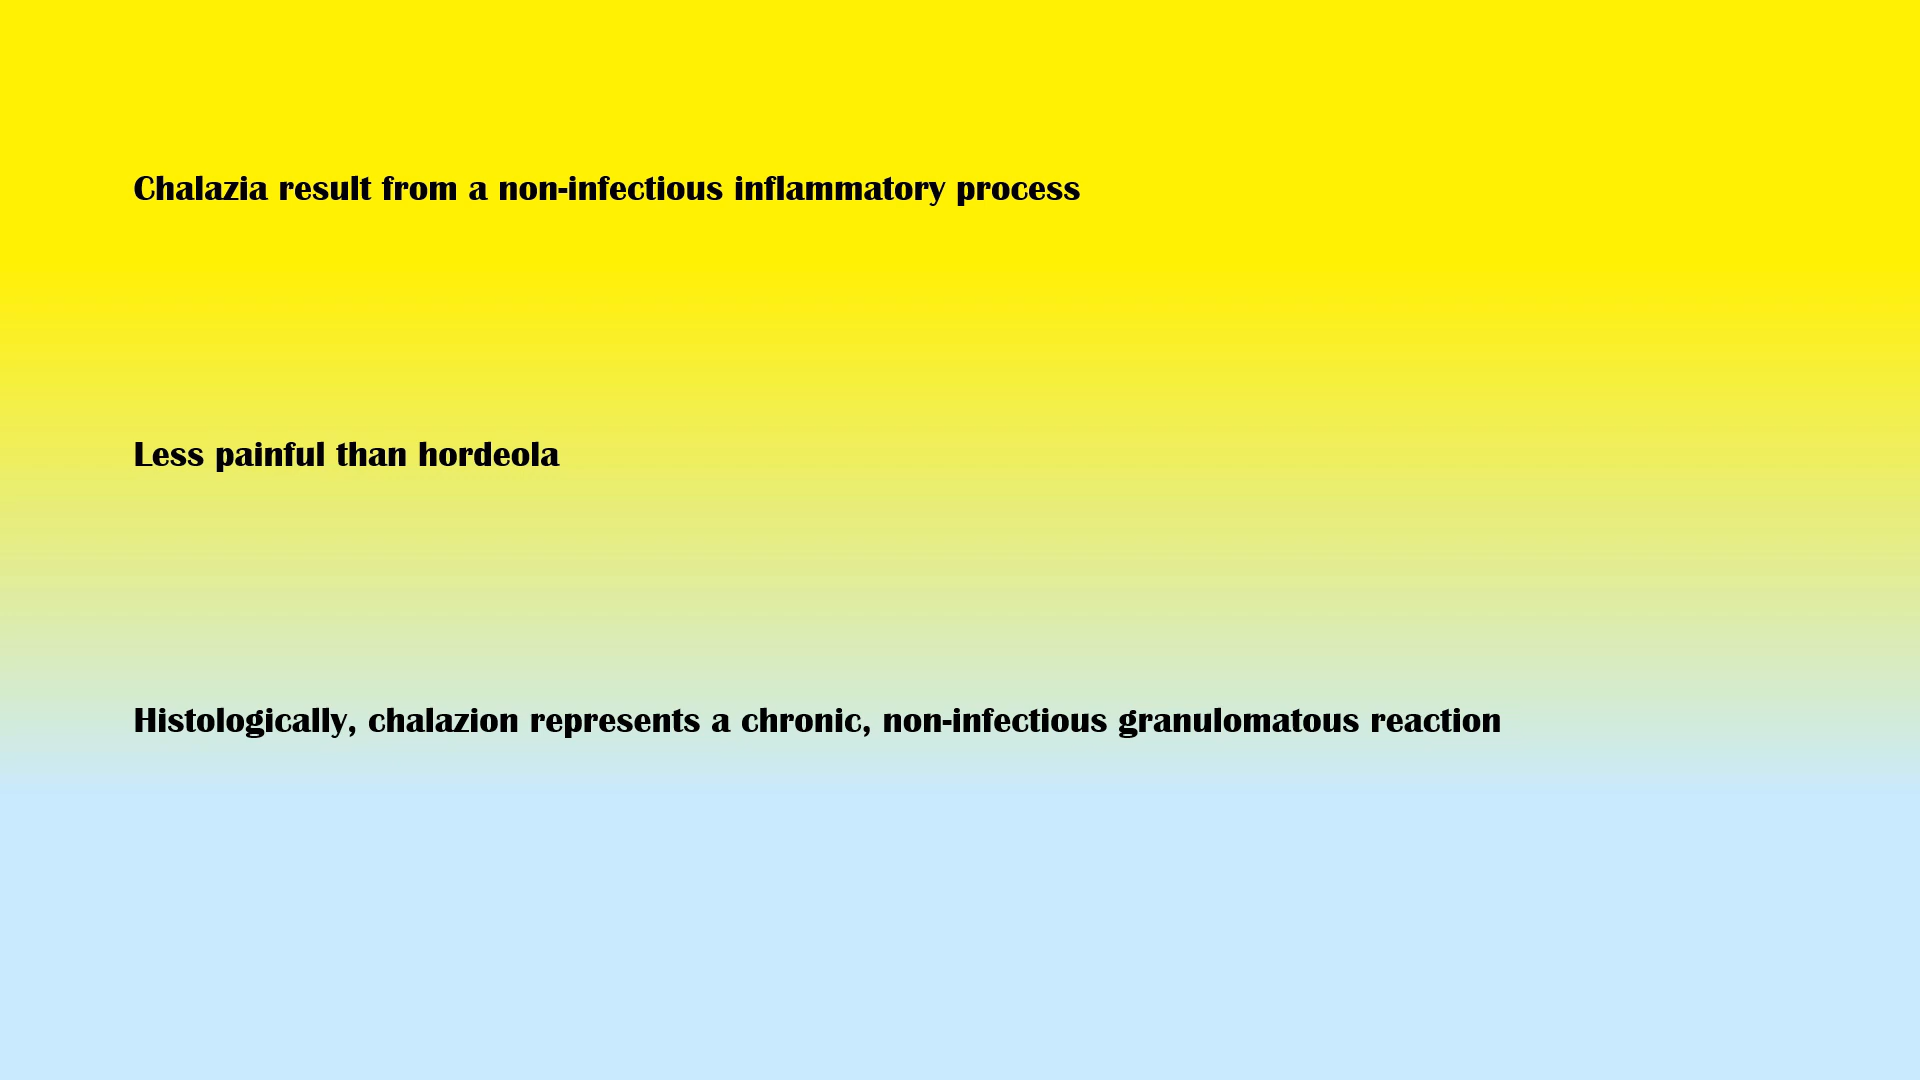 Chalazia result from a non-infectious inflammatory process
Less painful than hordeola
Histologically, chalazion represents a chronic, non-infectious granulomatous reaction